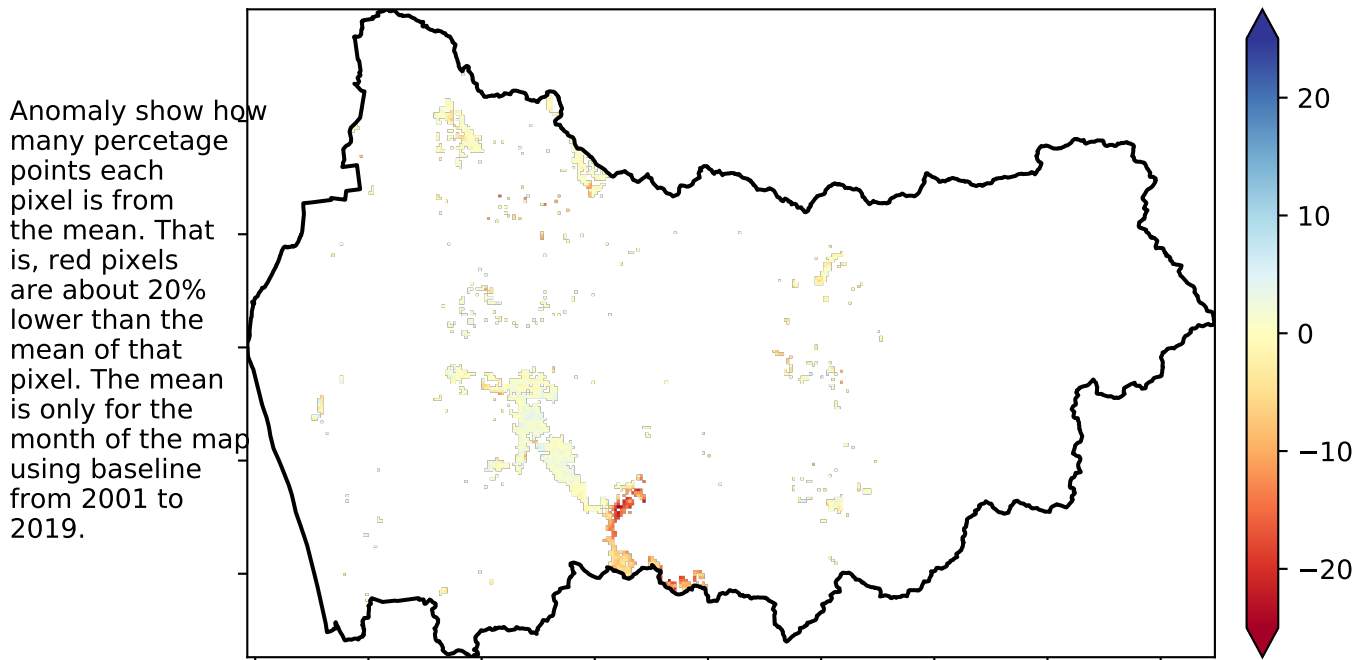 Anomaly show how
many percetage
points each
pixel is from
the mean. That
is, red pixels
are about 20%
lower than the
mean of that
pixel. The mean
is only for the
month of the map
using baseline
from 2001 to
2019.
20
10
0
−10
−20